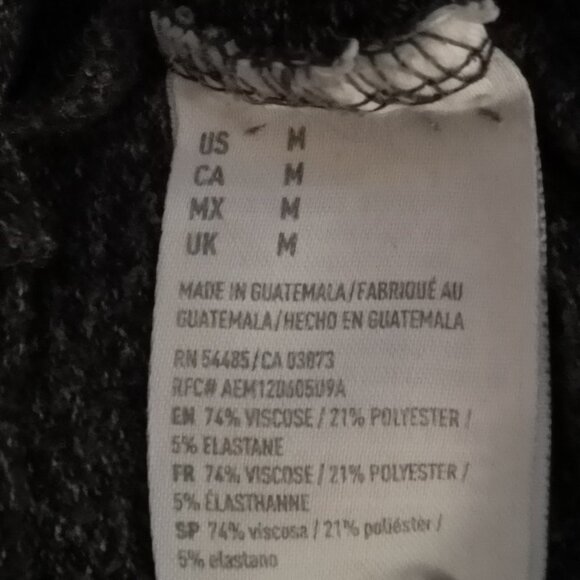 US M
CA M
MX M
UK M
MADE IN GUATEMALA/FABRIQUÉ AU
GUATEMALA/HECHO EN GUATEMALA
RN 54485/CA 03073
RFC# AEM120605U9A
EN 74% VISCOSE / 21% POLYESTER /
5% ELASTANE
FR 74% VISCOSE / 21% POLYESTER /
5% ÉLASTHANNE
SP 74% viscosa / 21% poliéster /
5% elastano